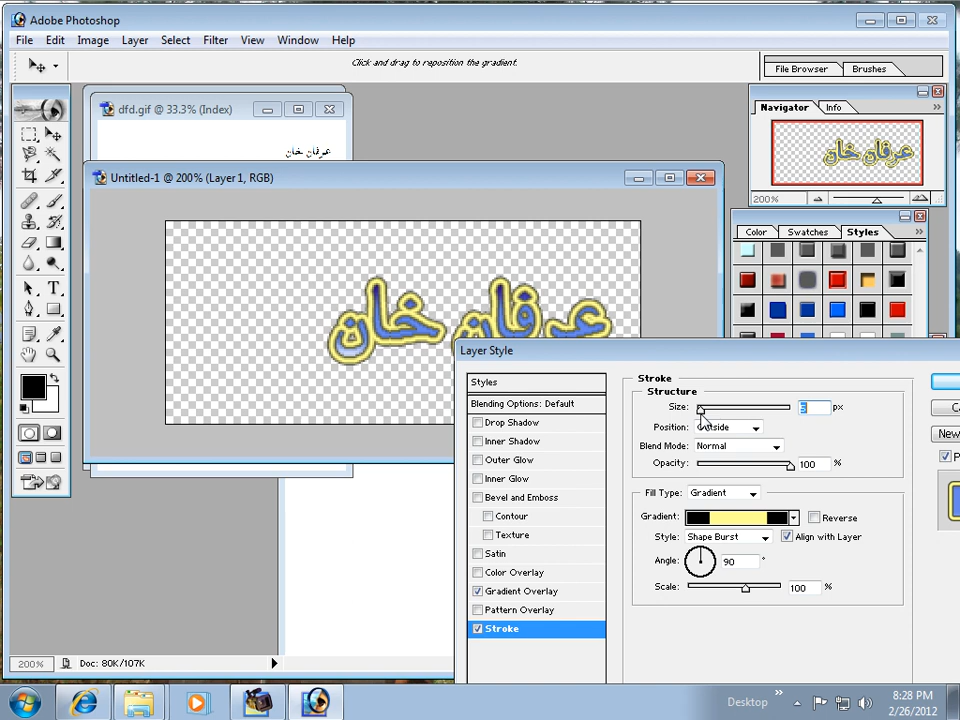 Adobe Photoshop
File Edit Image Layer Select Filter View Window Help
Click and drag to reposition the gradient.
File Browser Brushes
dfd.gif @ 33.3% (Index)
عرفان خان
Untitled-1 @ 200% (Layer 1, RGB)
عرفان خان
Navigator Info
عرفان خان
200%
Color Swatches Styles
Layer Style
Styles
Blending Options: Default
Drop Shadow
Inner Shadow
Outer Glow
Inner Glow
Bevel and Emboss
Contour
Texture
Satin
Color Overlay
Gradient Overlay
Pattern Overlay
Stroke
Stroke
Structure
Size: 5 px
Position: Outside
Blend Mode: Normal
Opacity: 100 %
Fill Type: Gradient
Gradient: Reverse
Style: Shape Burst Align with Layer
Angle: 90 °
Scale: 100 %
Ca
New
P
200% Doc: 80K/107K
Desktop »
8:28 PM
2/26/2012